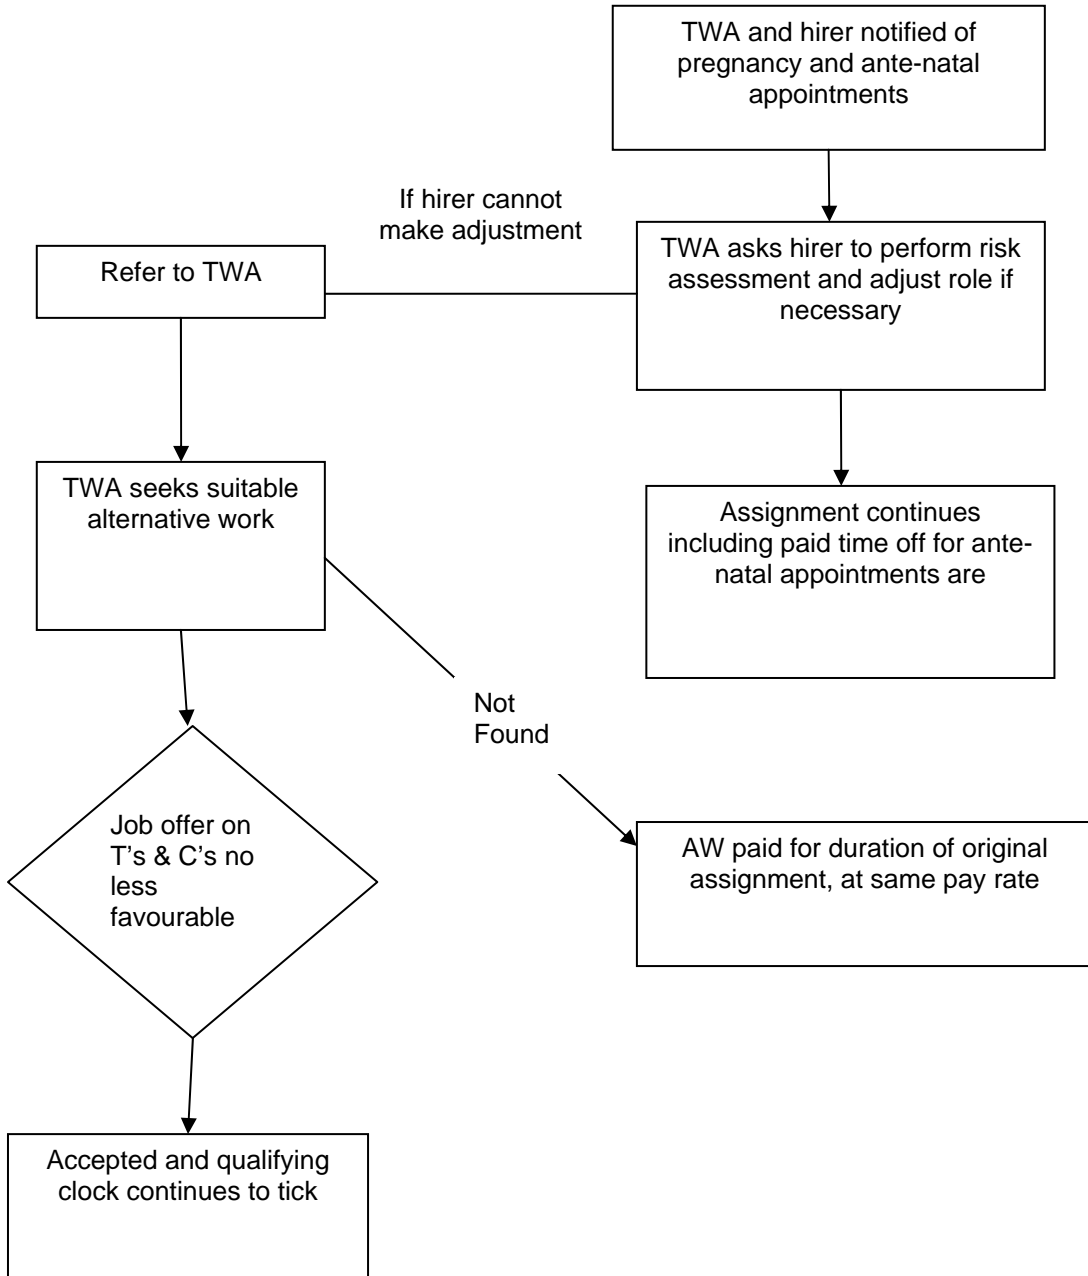 TWA and hirer notified of
pregnancy and ante-natal
appointments
If hirer cannot
make adjustment
TWA asks hirer to perform risk
assessment and adjust role if
necessary
Refer to TWA
TWA seeks suitable
alternative work
Assignment continues
including paid time off for ante-
natal appointments are
Not
Found
Job offer on
T's & C's no
less
favourable
AW paid for duration of original
assignment, at same pay rate
Accepted and qualifying
clock continues to tick